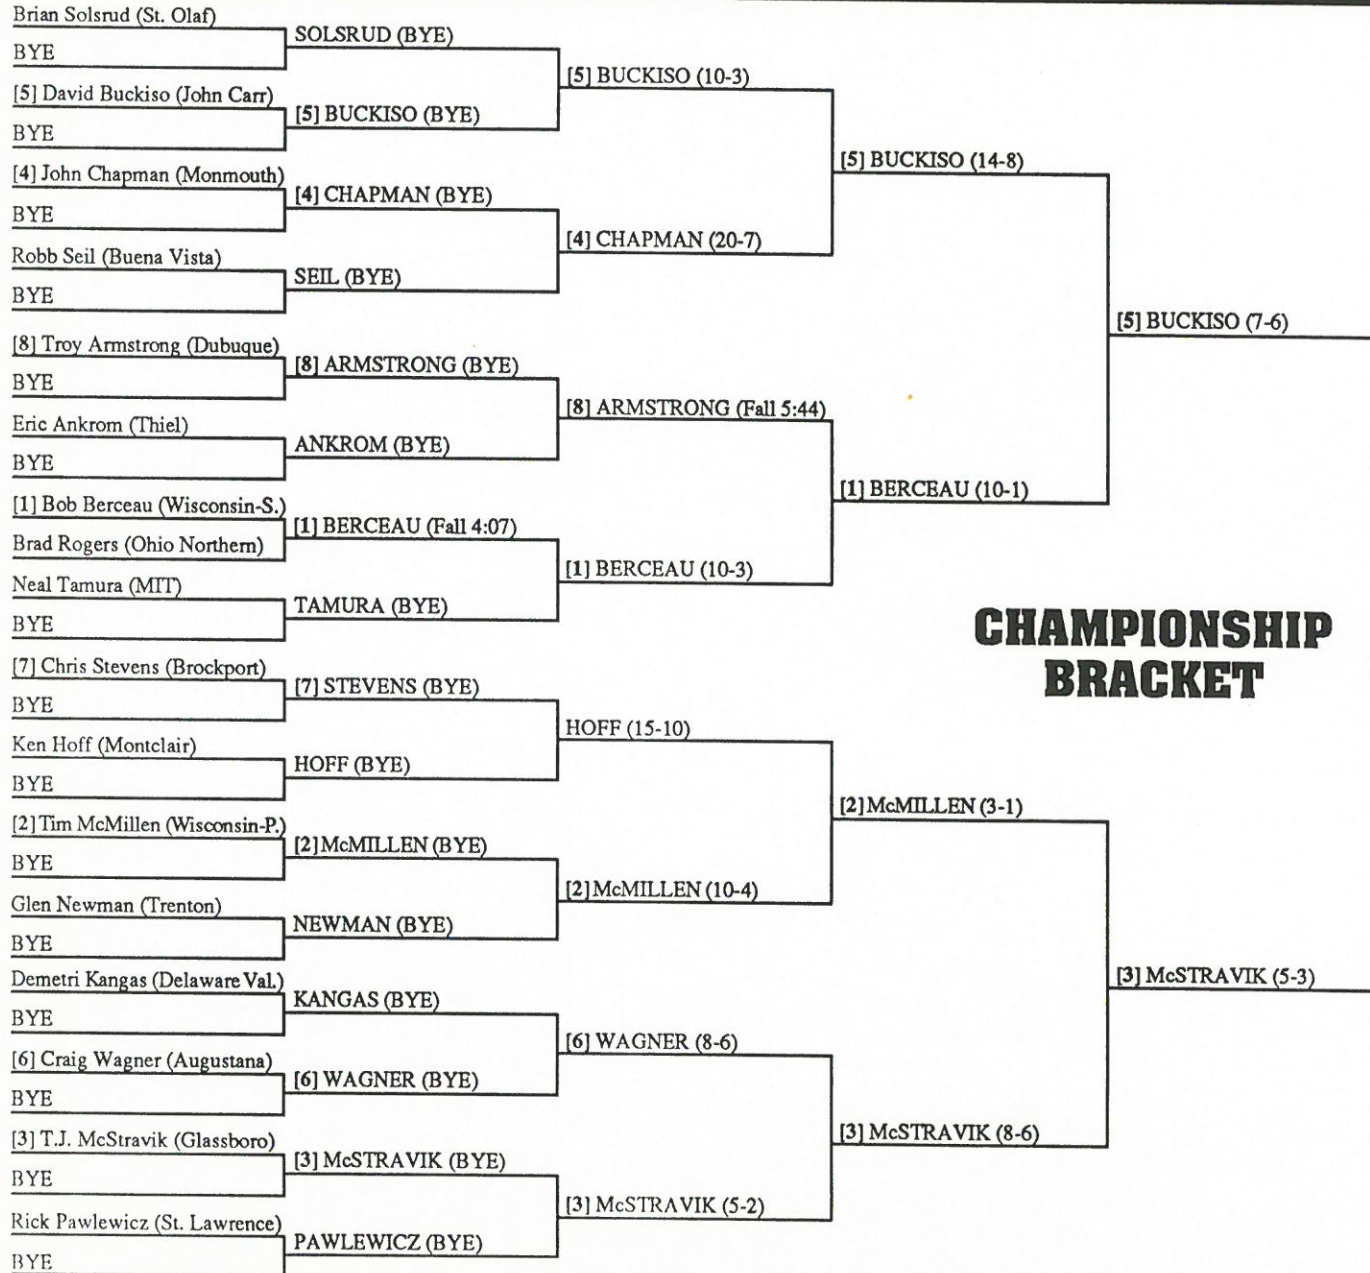 Brian Solsrud (St. Olaf)
BYE
[5] David Buckiso (John Carr)
BYE
[4] John Chapman (Monmouth)
BYE
Robb Seil (Buena Vista)
BYE
[8] Troy Armstrong (Dubuque)
BYE
Eric Ankrom (Thiel)
BYE
[1] Bob Berceau (Wisconsin-S.)
Brad Rogers (Ohio Northern)
Neal Tamura (MIT)
BYE
[7] Chris Stevens (Brockport)
BYE
Ken Hoff (Montclair)
BYE
[2] Tim McMillen (Wisconsin-P.)
BYE
Glen Newman (Trenton)
BYE
Demetri Kangas (Delaware Val.)
BYE
[6] Craig Wagner (Augustana)
BYE
[3] T.J. McStravik (Glassboro)
BYE
Rick Pawlewicz (St. Lawrence)
BYE
SOLSRUD (BYE)
[5] BUCKISO (BYE)
[4] CHAPMAN (BYE)
SEIL (BYE)
[8] ARMSTRONG (BYE)
ANKROM (BYE)
[1] BERCEAU (Fall 4:07)
TAMURA (BYE)
[7] STEVENS (BYE)
HOFF (BYE)
[2] McMILLEN (BYE)
NEWMAN (BYE)
KANGAS (BYE)
[6] WAGNER (BYE)
[3] McSTRAVIK (BYE)
PAWLEWICZ (BYE)
[5] BUCKISO (10-3)
[4] CHAPMAN (20-7)
[8] ARMSTRONG (Fall 5:44)
[1] BERCEAU (10-3)
HOFF (15-10)
[2] McMILLEN (10-4)
[6] WAGNER (8-6)
[3] McSTRAVIK (5-2)
[5] BUCKISO (14-8)
[1] BERCEAU (10-1)
[2] McMILLEN (3-1)
[3] McSTRAVIK (8-6)
[5] BUCKISO (7-6)
[3] McSTRAVIK (5-3)
CHAMPIONSHIP
BRACKET